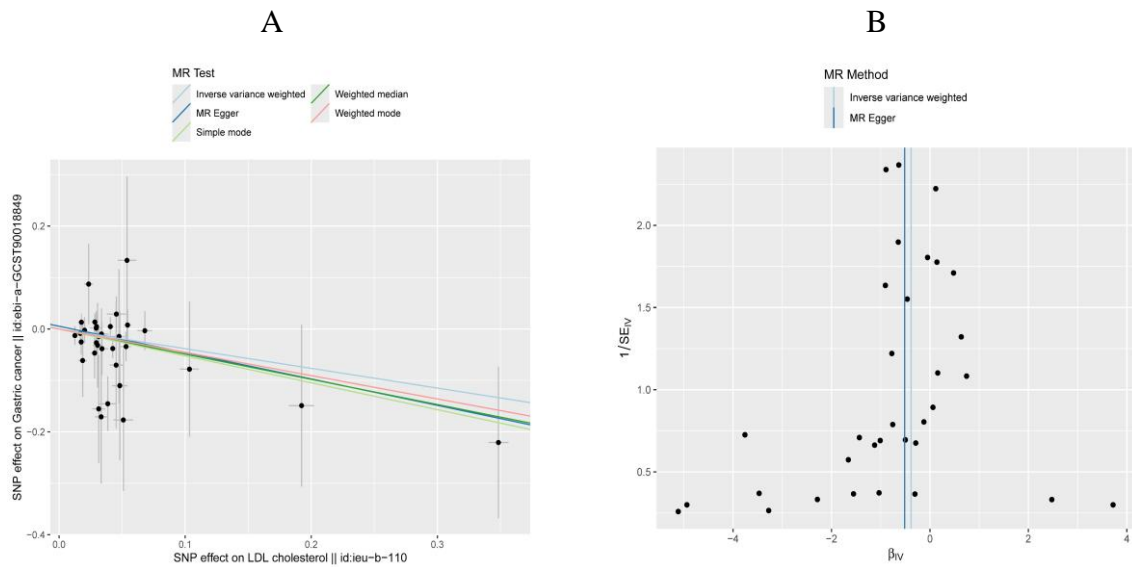 A
MR Test
Inverse variance weighted
Weighted median
MR Egger
Weighted mode
Simple mode
SNP effect on Gastric cancer || id:ebi-a-GCST90018849
0.2
0.0
−0.2
−0.4
0.0
0.1
0.2
0.3
SNP effect on LDL cholesterol || id:ieu-b-110
B
MR Method
Inverse variance weighted
MR Egger
1/SE_IV
2.0
1.5
1.0
0.5
−4
−2
0
2
4
β_IV